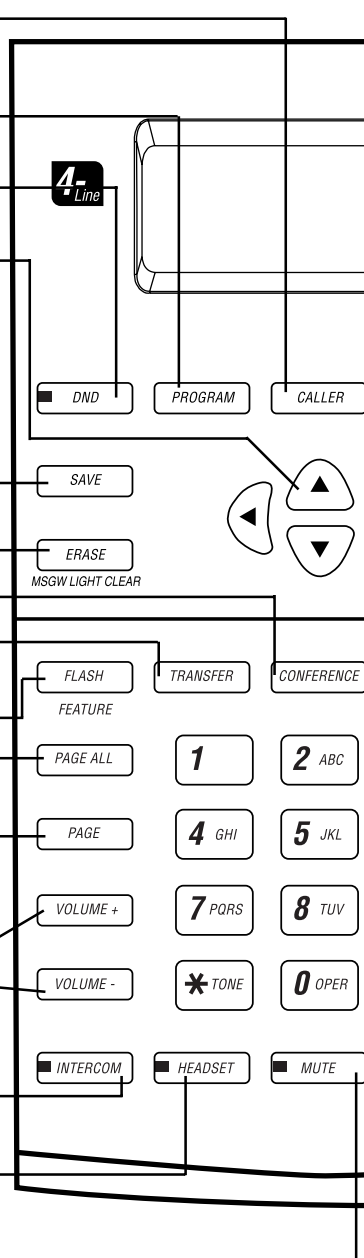 4-Line
DND PROGRAM CALLER
SAVE
ERASE
MSGW LIGHT CLEAR
FLASH TRANSFER CONFERENCE
FEATURE
PAGE ALL 1 2 ABC
PAGE 4 GHI 5 JKL
VOLUME + 7 PQRS 8 TUV
VOLUME - * TONE 0 OPER
INTERCOM HEADSET MUTE